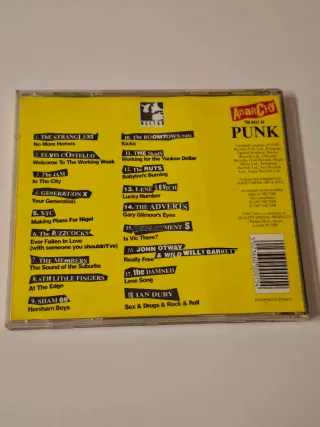 NECTAR
1. THE STRANGLERS
No More Heroes
2. ELVIS COSTELLO
Welcome To The Working Week
3. The JAM
In The City
4. GENERATION X
Your Generation
5. XTC
Making Plans For Nigel
6. The BUZZCOCKS
Ever Fallen In Love
(with someone you shouldn't've)
7. THE MEMBERS
The Sound of the Suburbs
8. STIFF LITTLE FINGERS
At The Edge
9. SHAM 69
Hersham Boys
10. The BOOMTOWN rats
Kicks
11. THE Skids
Working for the Yankee Dollar
12. The RUTS
Babylon's Burning
13. LENE LOVICH
Lucky Number
14. THE ADVERTS
Gary Gilmour's Eyes
15. DEPARTMENT S
Is Vic There?
16. JOHN OTWAY
& WILD WILLY BARRETT
Really Free
17. the DAMNED
Love Song
18. IAN DURY
Sex & Drugs & Rock & Roll
ANARCHY
THE BEST OF
PUNK